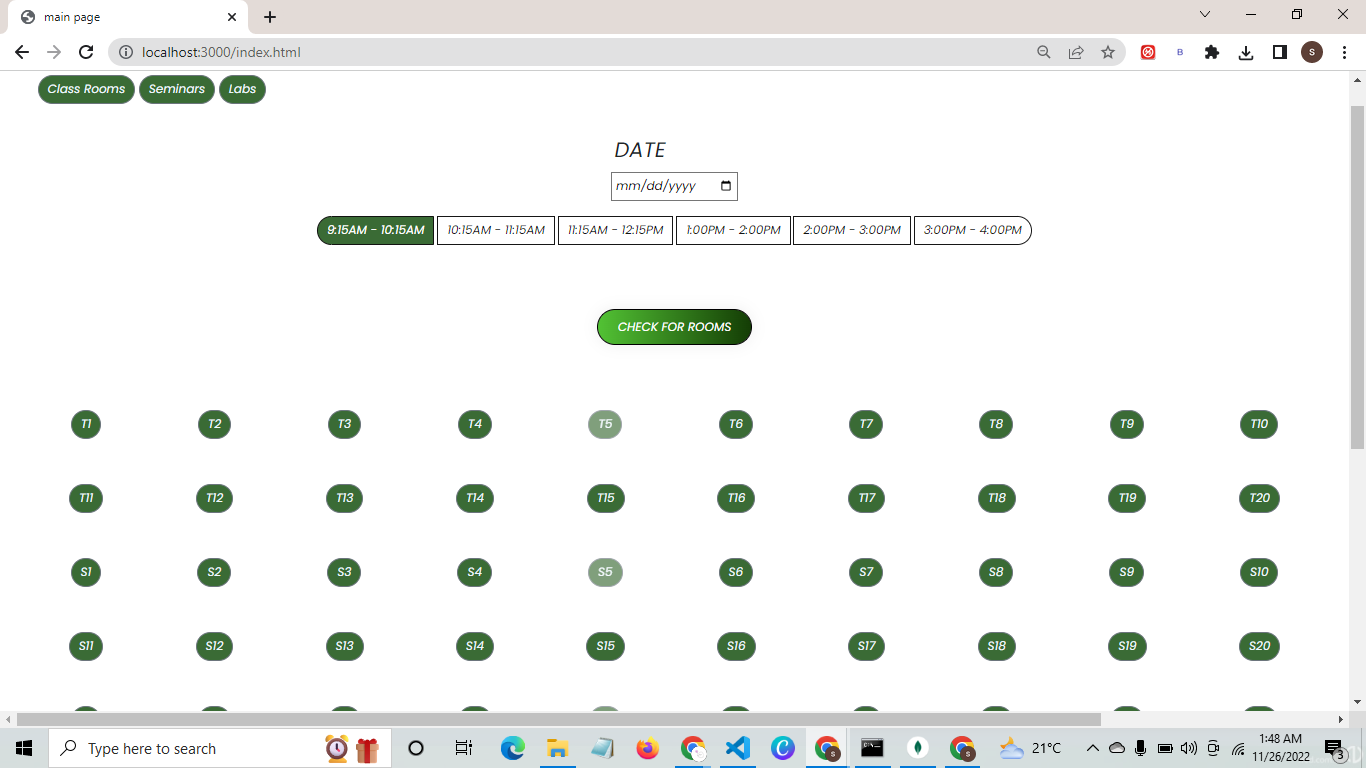 main page
localhost:3000/index.html
B
S
Class Rooms Seminars Labs
DATE
mm/dd/yyyy
9:15AM - 10:15AM 10:15AM - 11:15AM 11:15AM - 12:15PM 1:00PM - 2:00PM 2:00PM - 3:00PM 3:00PM - 4:00PM
CHECK FOR ROOMS
T1 T2 T3 T4 T5 T6 T7 T8 T9 T10
T11 T12 T13 T14 T15 T16 T17 T18 T19 T20
S1 S2 S3 S4 S5 S6 S7 S8 S9 S10
S11 S12 S13 S14 S15 S16 S17 S18 S19 S20
Type here to search
21°C
1:48 AM
11/26/2022
3